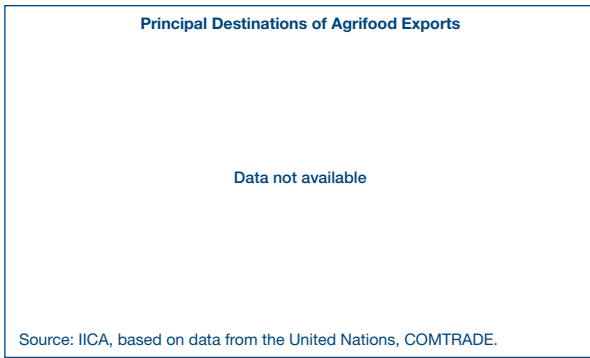 Principal Destinations of Agrifood Exports
Data not available
Source: IICA, based on data from the United Nations, COMTRADE.